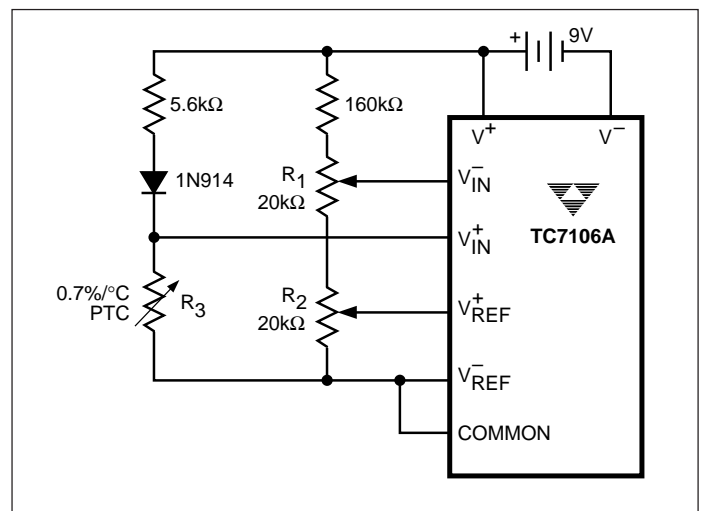 + 9V
5.6kΩ
160kΩ
V+ V–
1N914
R1
20kΩ
V–IN
V+IN
TC7106A
0.7%/°C
PTC
R3
R2
20kΩ
V+REF
V–REF
COMMON